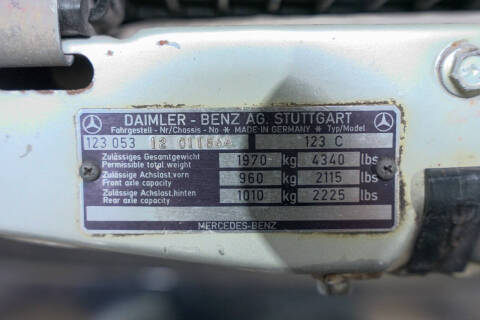 DAIMLER - BENZ AG. STUTTGART
Fahrgestell - Nr/Chassis - No ✳ MADE IN GERMANY ✳ Typ/Model
123 053 12 123 C
Zulässiges Gesamtgewicht
Permissible total weight 1970 kg 4340 lbs
Zulässige Achslast.vorn
Front axle capacity 960 kg 2115 lbs
Zulässige Achslast.hinten
Rear axle capacity 1010 kg 2225 lbs
MERCEDES-BENZ